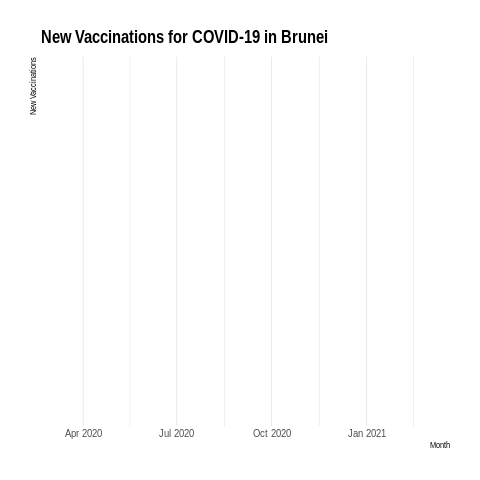 New Vaccinations for COVID-19 in Brunei
New Vaccinations
Apr 2020
Jul 2020
Oct 2020
Jan 2021
Month